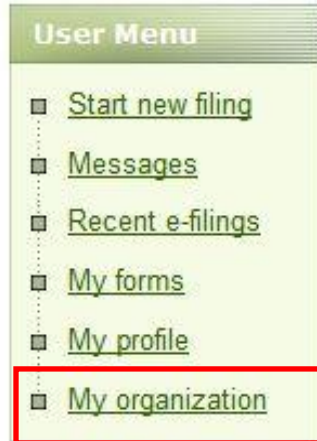 User Menu
Start new filing
Messages
Recent e-filings
My forms
My profile
My organization